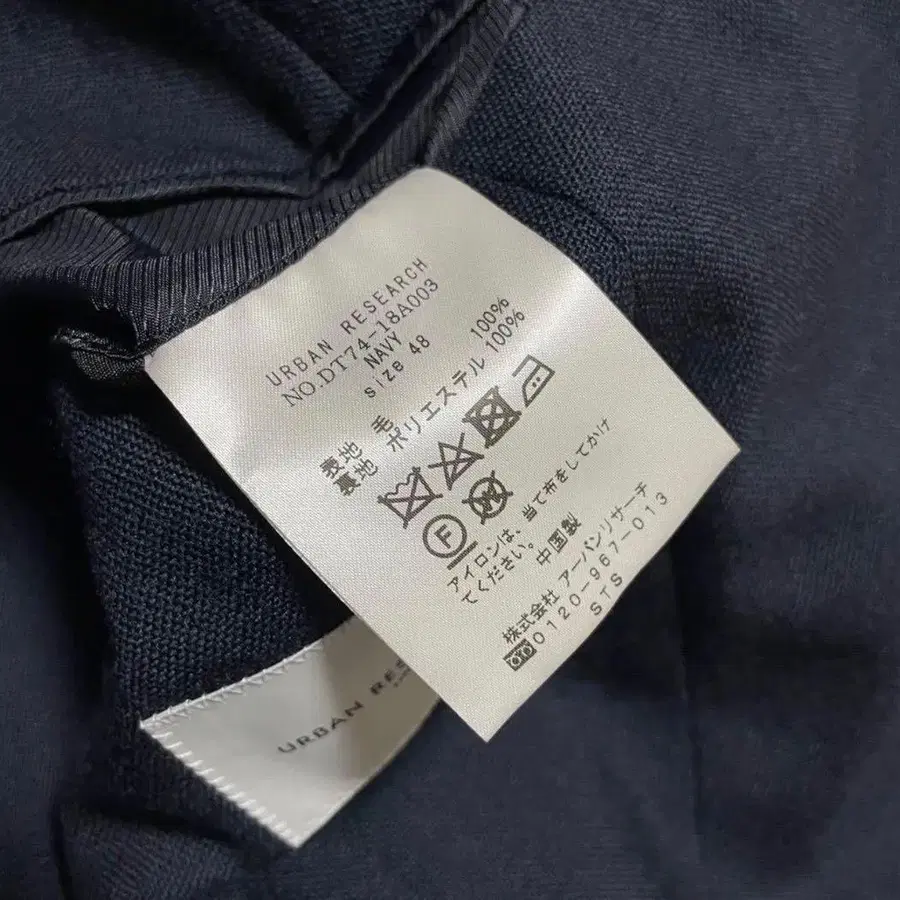 URBAN RESEARCH
NO.DT74-18A003
NAVY
size 48
表地 毛 100%
裏地 ポリエステル 100%
F
アイロンは、当て布をしてかけ
てください。
中国製
株式会社 アーバンリサーチ
0120-967-013
STS
URBAN RES